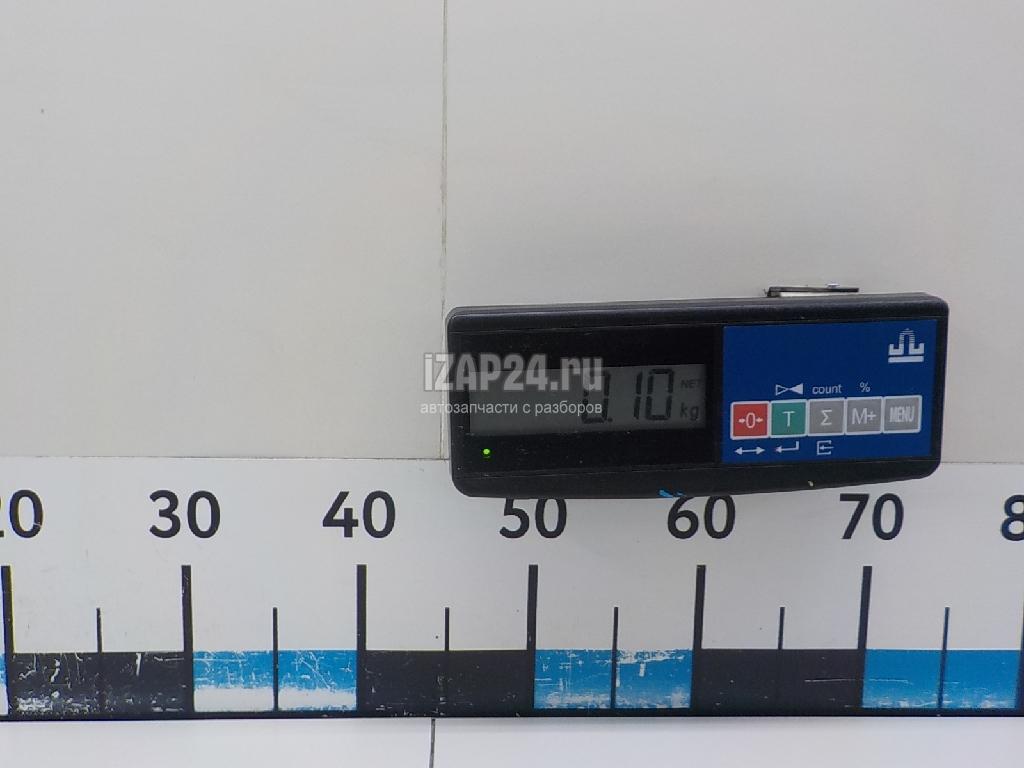 iZAP24.ru
автозапчасти с разборов
0.10 NET kg
count %
→0← T Σ M+ MENU
20 30 40 50 60 70 8